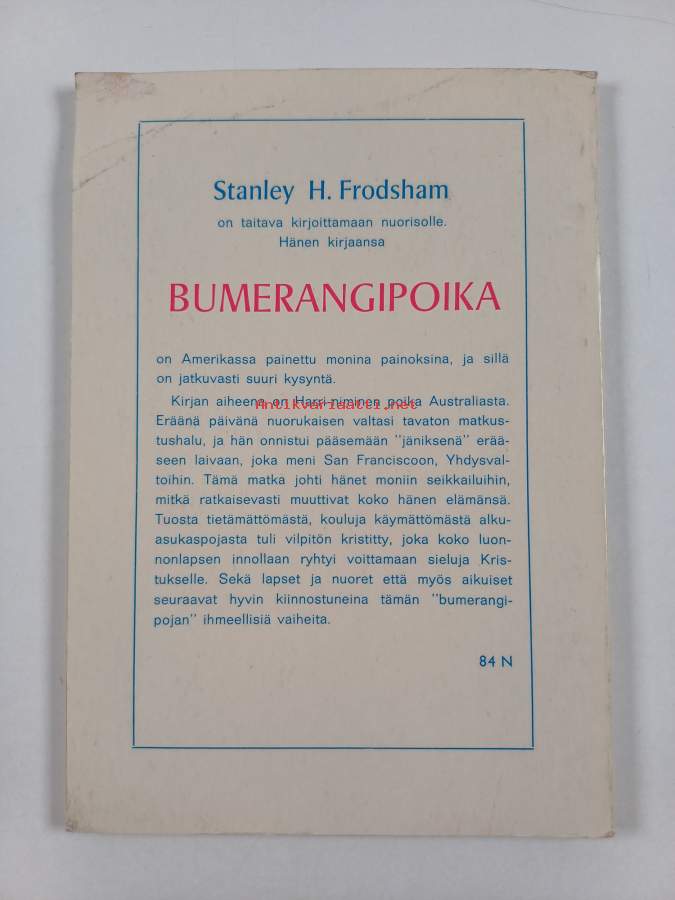 Stanley H. Frodsham
on taitava kirjoittamaan nuorisolle.
Hänen kirjaansa
BUMERANGIPOIKA
on Amerikassa painettu monina painoksina, ja sillä
on jatkuvasti suuri kysyntä.
Kirjan aiheena on Harri-niminen poika Australiasta.
Antikvariaatti.net
Eräänä päivänä nuorukaisen valtasi tavaton matkus-
tushalu, ja hän onnistui pääsemään "jäniksenä" erää-
seen laivaan, joka meni San Franciscoon, Yhdysval-
toihin. Tämä matka johti hänet moniin seikkailuihin,
mitkä ratkaisevasti muuttivat koko hänen elämänsä.
Tuosta tietämättömästä, kouluja käymättömästä alku-
asukaspojasta tuli vilpitön kristitty, joka koko luon-
nonlapsen innollaan ryhtyi voittamaan sieluja Kris-
tukselle. Sekä lapset ja nuoret että myös aikuiset
seuraavat hyvin kiinnostuneina tämän "bumerangi-
pojan" ihmeellisiä vaiheita.
84 N